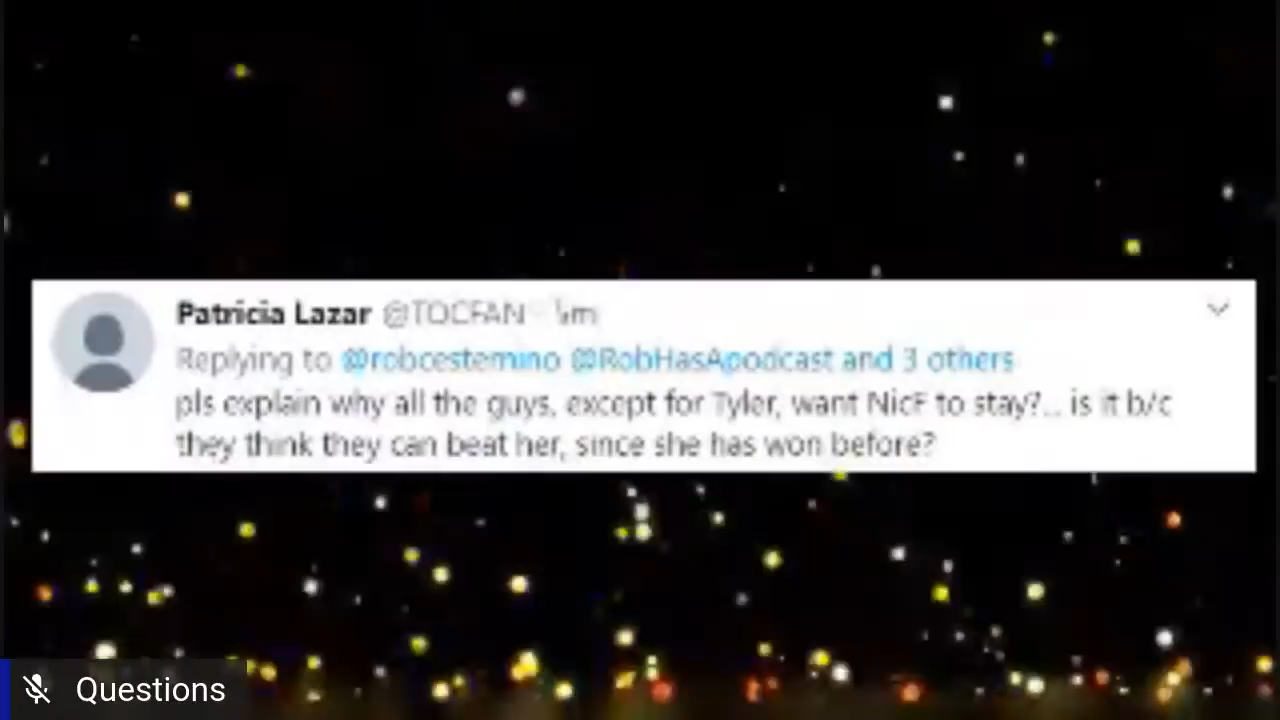 Patricia Lazar @TOCFAN
Replying to @robcesternino @RobHasApodcast and 3 others
pls explain why all the guys, except for Tyler, want NicF to stay?... is it b/c
they think they can beat her, since she has won before?
Questions